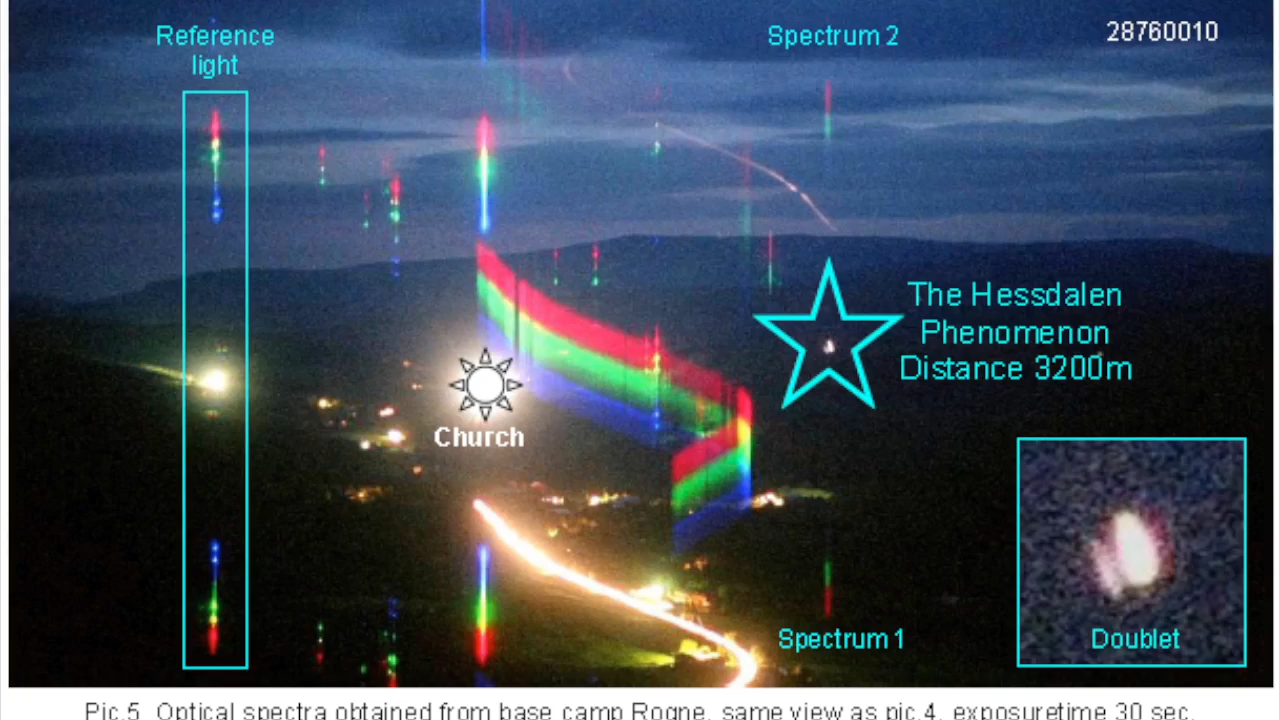 Reference
light
Spectrum 2
28760010
The Hessdalen
Phenomenon
Distance 3200m
Church
Spectrum 1
Doublet
Pic.5 Optical spectra obtained from base camp Rogne, same view as pic.4, exposuretime 30 sec.